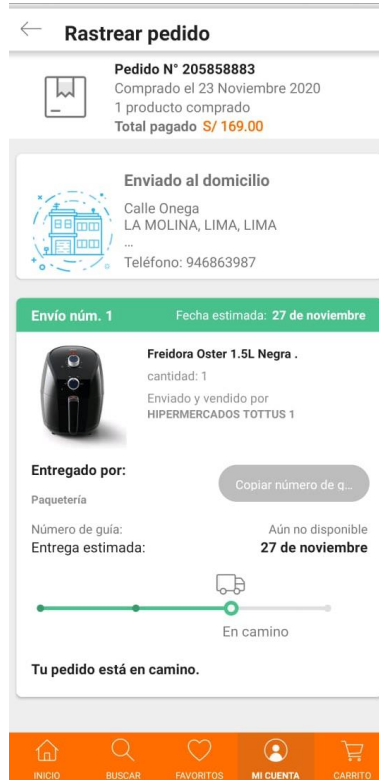 Rastrear pedido
Pedido N° 205858883
Comprado el 23 Noviembre 2020
1 producto comprado
Total pagado S/ 169.00
Enviado al domicilio
Calle Onega
LA MOLINA, LIMA, LIMA
...
Teléfono: 946863987
Envío núm. 1 Fecha estimada: 27 de noviembre
Freidora Oster 1.5L Negra .
cantidad: 1
Enviado y vendido por
HIPERMERCADOS TOTTUS 1
Entregado por:
Copiar número de g...
Paquetería
Número de guía: Aún no disponible
Entrega estimada: 27 de noviembre
En camino
Tu pedido está en camino.
INICIO BUSCAR FAVORITOS MI CUENTA CARRITO